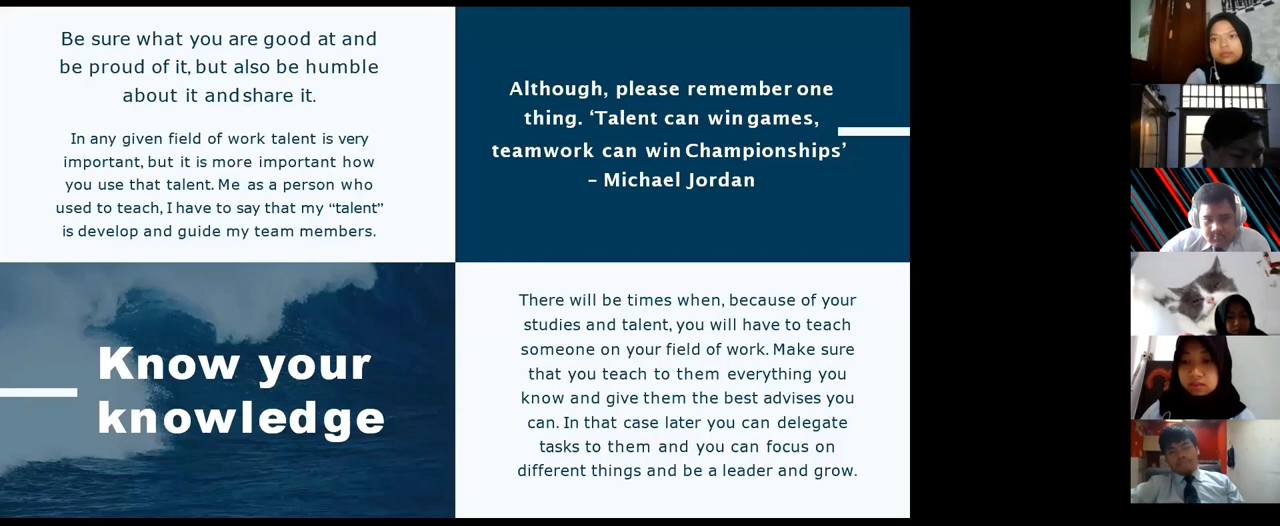 Be sure what you are good at and
be proud of it, but also be humble
about it and share it.
In any given field of work talent is very
important, but it is more important how
you use that talent. Me as a person who
used to teach, I have to say that my “talent”
is develop and guide my team members.
Although, please remember one
thing. ‘Talent can win games,
teamwork can win Championships’
– Michael Jordan
Know your
knowledge
There will be times when, because of your
studies and talent, you will have to teach
someone on your field of work. Make sure
that you teach to them everything you
know and give them the best advises you
can. In that case later you can delegate
tasks to them and you can focus on
different things and be a leader and grow.